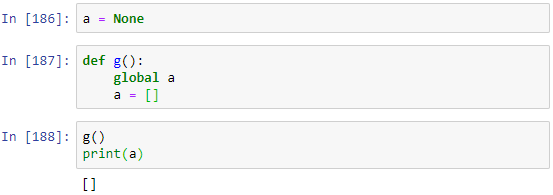 In [186]: a = None
In [187]: def g():
    global a
    a = []
In [188]: g()
print(a)
[]